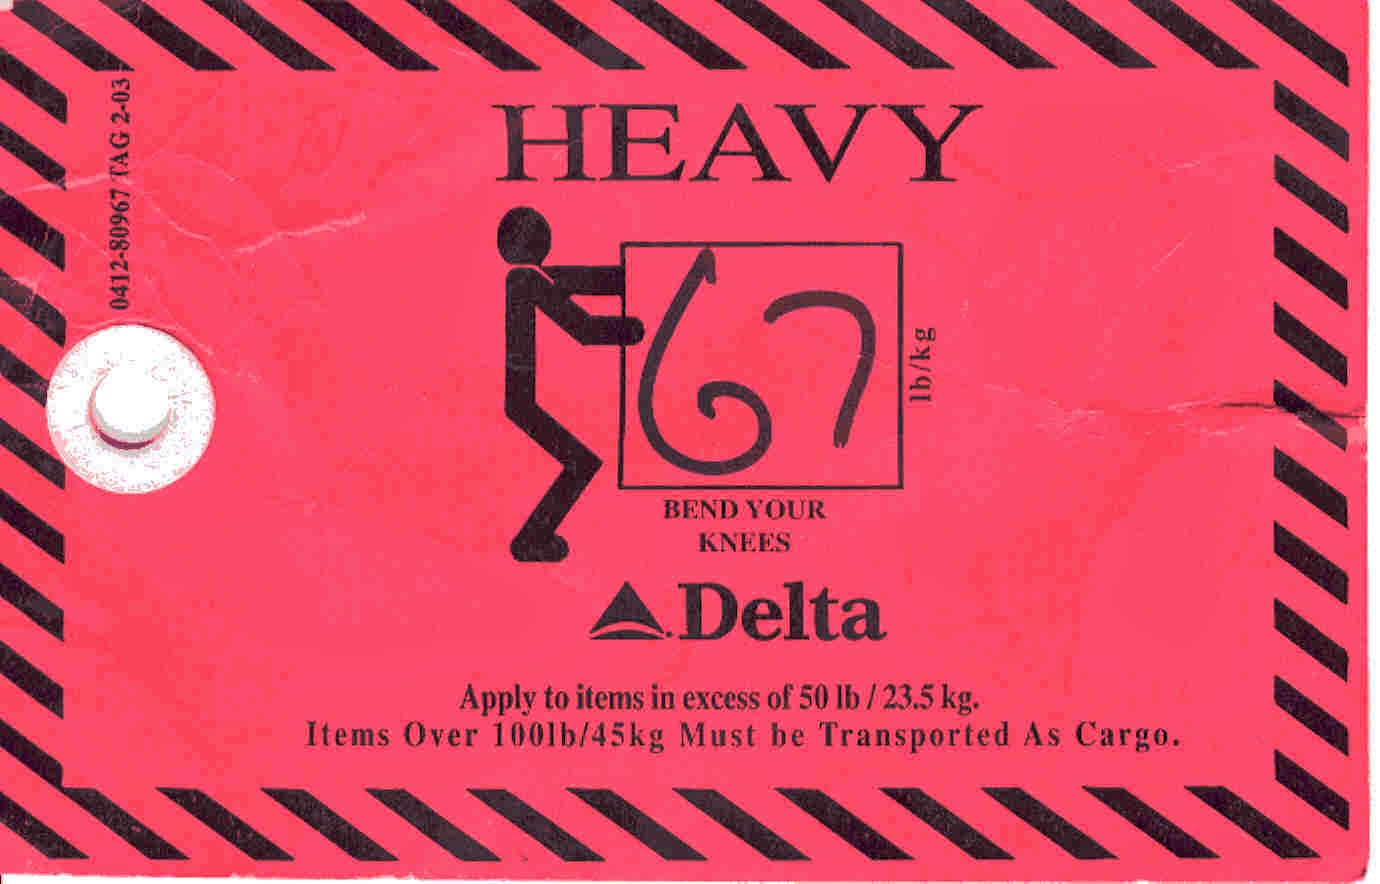 0412-80967 TAG 2-03
HEAVY
67
lb/kg
BEND YOUR
KNEES
Delta
Apply to items in excess of 50 lb / 23.5 kg.
Items Over 100lb/45kg Must be Transported As Cargo.